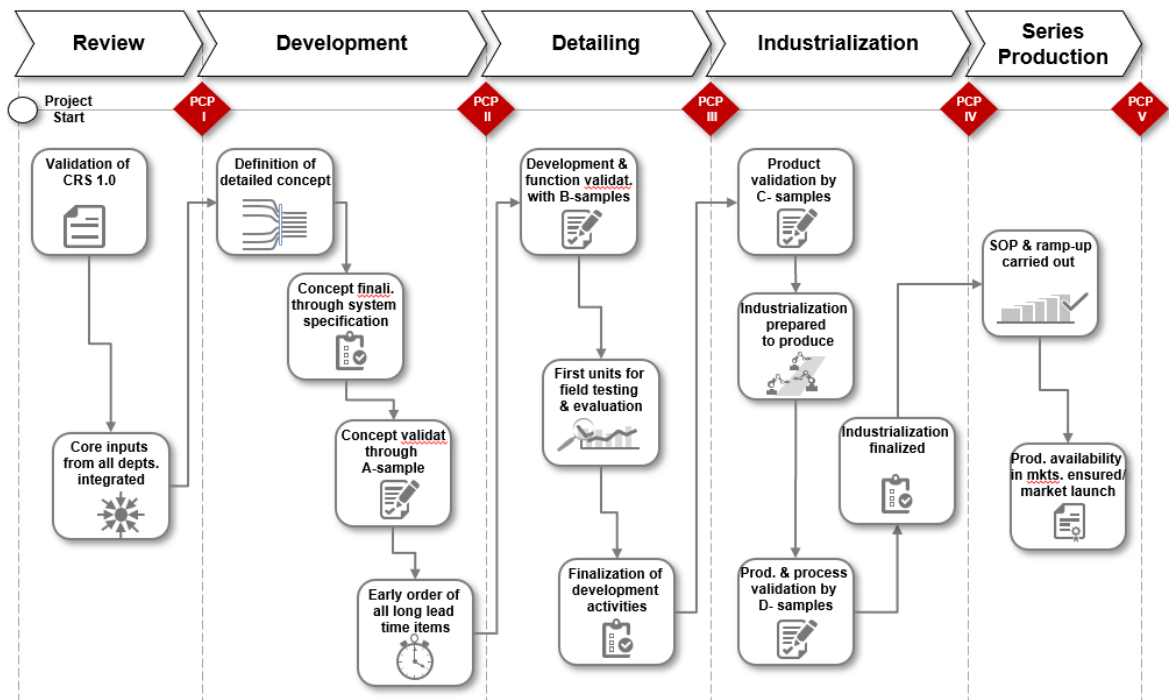 Review
Development
Detailing
Industrialization
Series
Production
Project
Start
PCP
I
PCP
II
PCP
III
PCP
IV
PCP
V
Validation of
CRS 1.0
Core inputs
from all depts.
integrated
Definition of
detailed concept
Concept finali.
through system
specification
Concept validat
through
A-sample
Early order of
all long lead
time items
Development &
function validat.
with B-samples
First units for
field testing
& evaluation
Finalization of
development
activities
Product
validation by
C- samples
Industrialization
prepared
to produce
Prod. & process
validation by
D- samples
Industrialization
finalized
SOP & ramp-up
carried out
Prod. availability
in mkts. ensured/
market launch